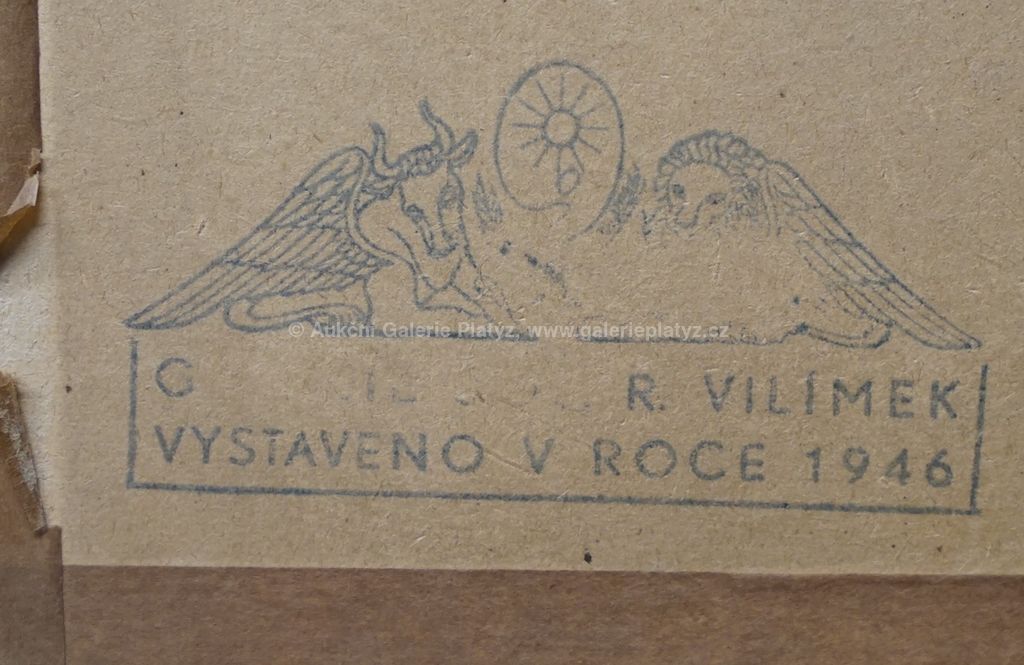 © Aukční Galerie Platýz, www.galerieplatyz.cz
G R. VILÍMEK
VYSTAVENO V ROCE 1946